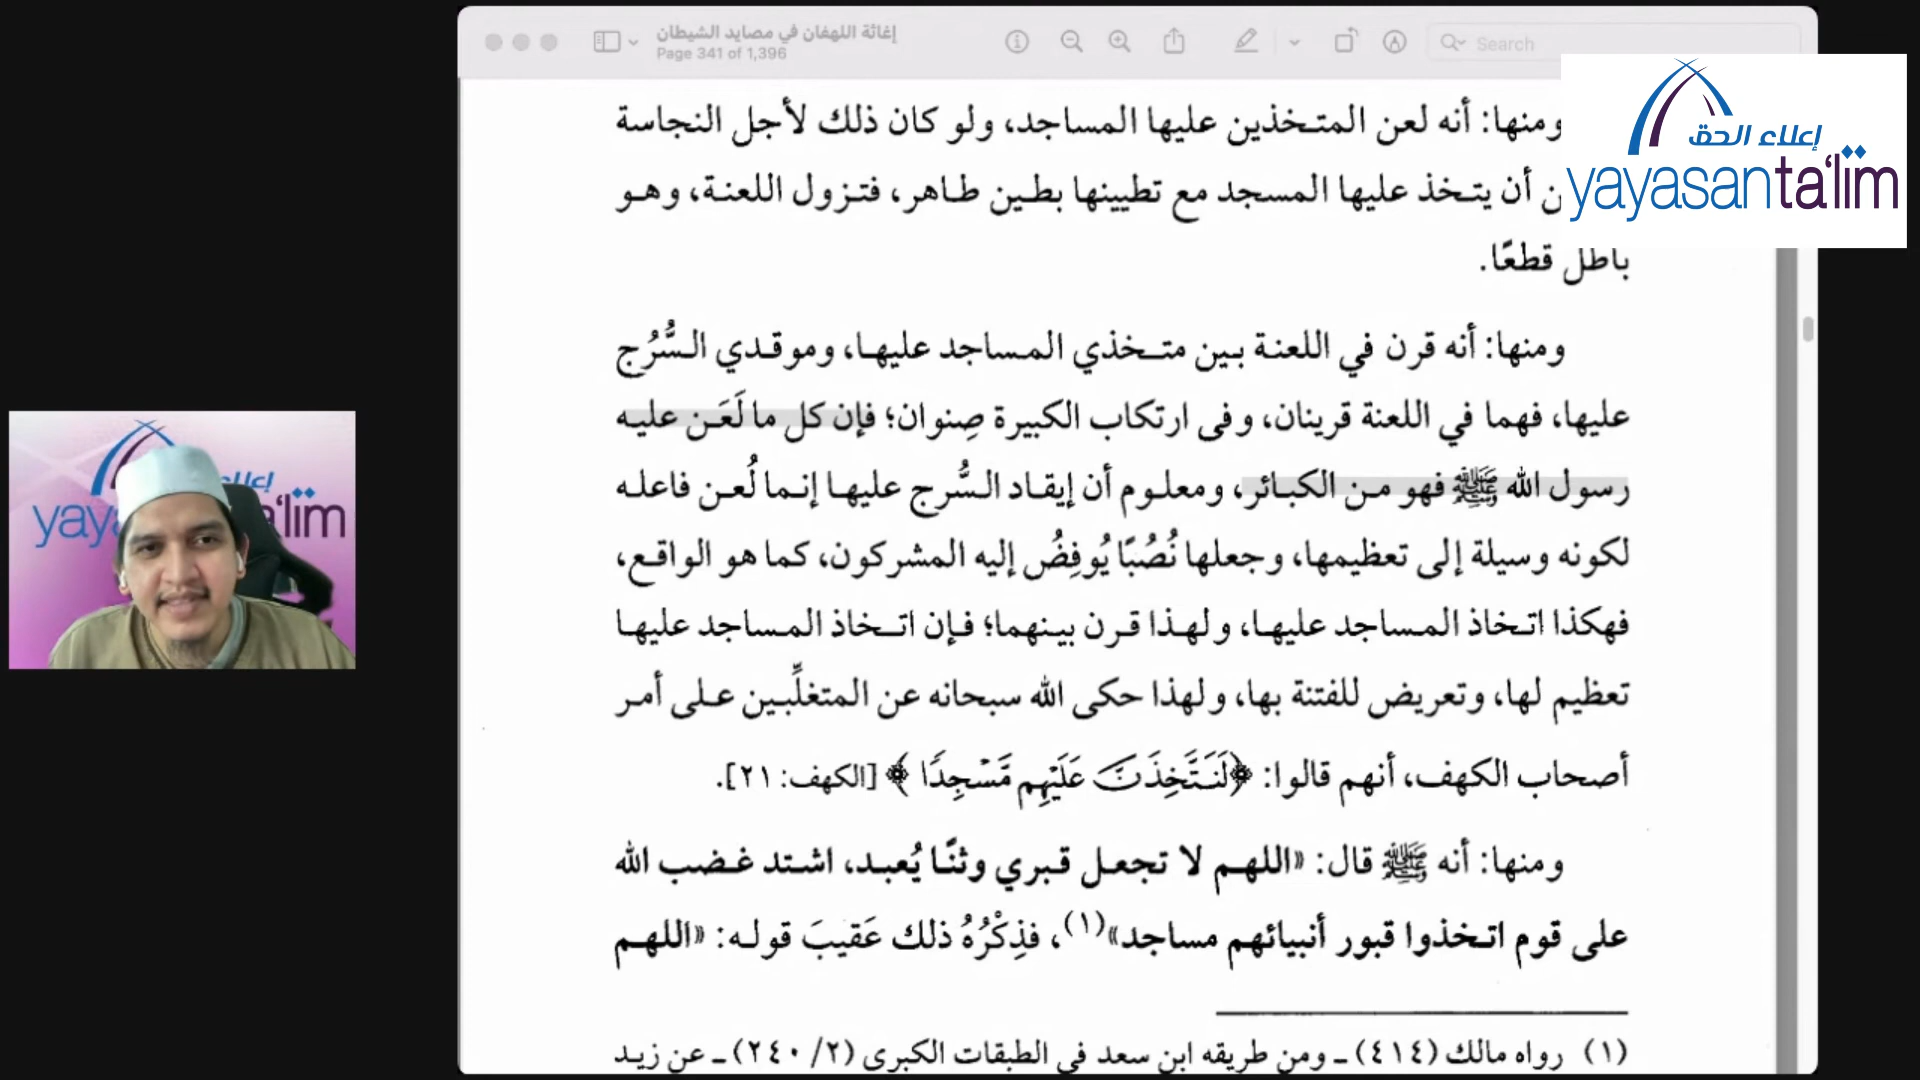 إغاثة اللهفان في مصايد الشيطان
Page 341 of 1,396
Search
إعلاء الحق
yayasanta'lim
ومنها: أنه لعن المتخذين عليها المساجد، ولو كان ذلك لأجل النجاسة
أن يتخذ عليها المسجد مع تطيينها بطين طاهر، فتزول اللعنة، وهو
باطل قطعًا.
ومنها: أنه قرن في اللعنة بين متخذي المساجد عليها، وموقدي السُّرُج
عليها، فهما في اللعنة قرينان، وفى ارتكاب الكبيرة صِنوان؛ فإن كل ما لَعَن عليه
رسول الله ﷺ فهو من الكبائر، ومعلوم أن إيقاد السُّرج عليها إنما لُعن فاعله
لكونه وسيلة إلى تعظيمها، وجعلها نُصُبًا يُوفِضُ إليه المشركون، كما هو الواقع،
فهكذا اتخاذ المساجد عليها، ولهذا قرن بينهما؛ فإن اتخاذ المساجد عليها
تعظيم لها، وتعريض للفتنة بها، ولهذا حكى الله سبحانه عن المتغلِّبين على أمر
أصحاب الكهف، أنهم قالوا: ﴿لَنَتَّخِذَنَّ عَلَيْهِم مَّسْجِدًا﴾ [الكهف: ٢١].
ومنها: أنه ﷺ قال: «اللهم لا تجعل قبري وثنًا يُعبد، اشتد غضب الله
على قوم اتخذوا قبور أنبيائهم مساجد»(١)، فذِكْرُهُ ذلك عَقيبَ قوله: «اللهم
(١) رواه مالك (٤١٤) ـ ومن طريقه ابن سعد في الطبقات الكبرى (٢/ ٢٤٠) ـ عن زيد